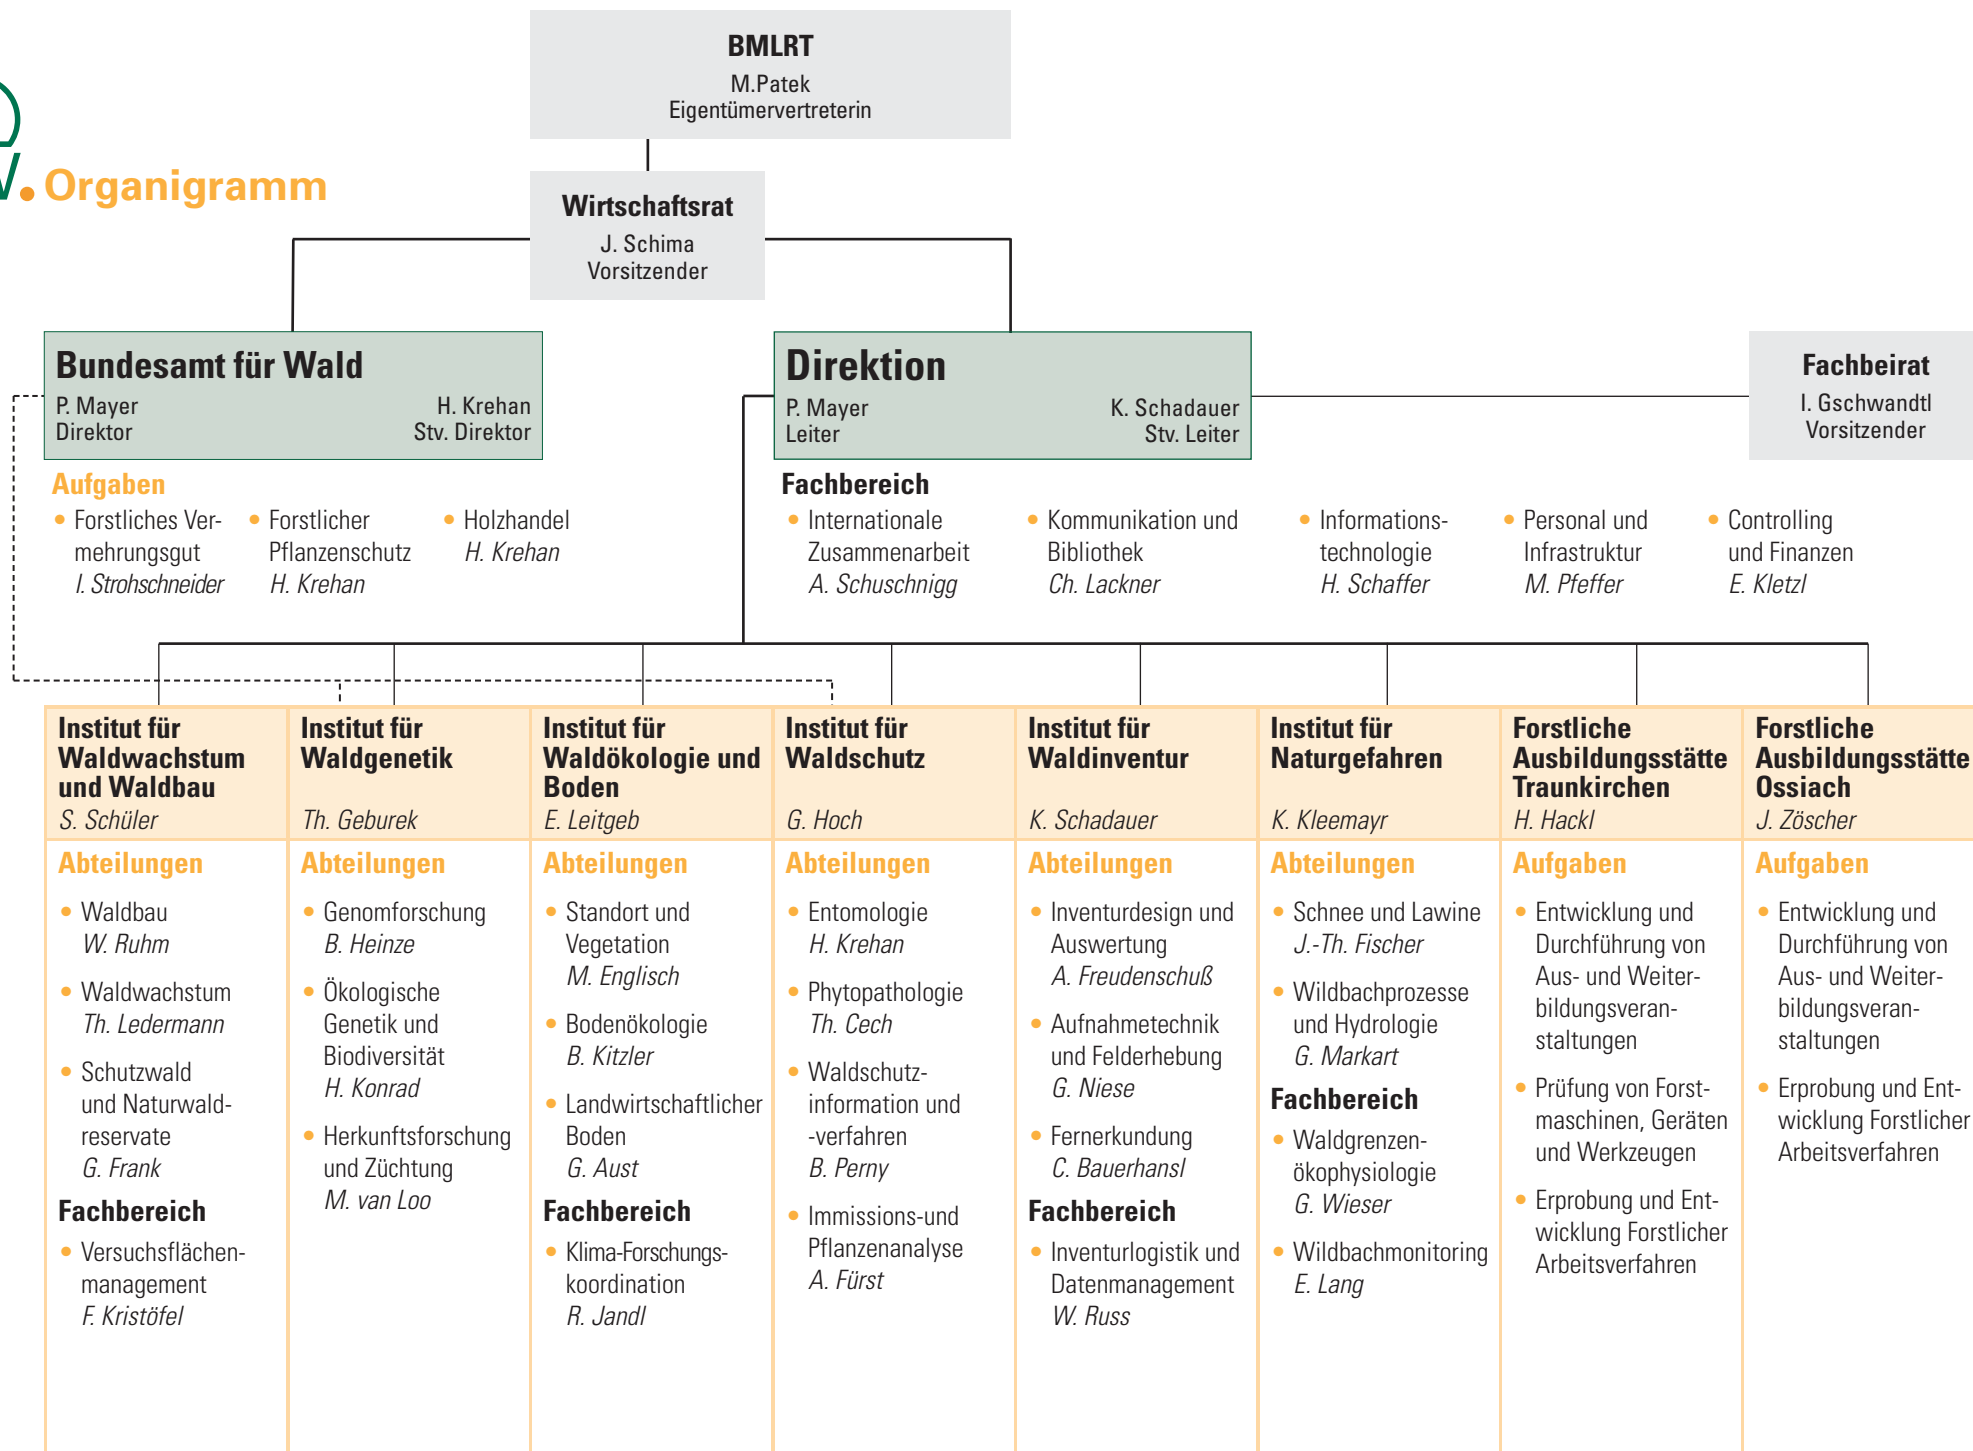 BMLRT
M.Patek
Eigentümervertreterin
Organigramm
Wirtschaftsrat
J. Schima
Vorsitzender
Bundesamt für Wald
P. Mayer
Direktor
H. Krehan
Stv. Direktor
Direktion
P. Mayer
Leiter
K. Schadauer
Stv. Leiter
Fachbeirat
I. Gschwandtl
Vorsitzender
Aufgaben
Forstliches Ver-
mehrungsgut
I. Strohschneider
Forstlicher
Pflanzenschutz
H. Krehan
Holzhandel
H. Krehan
Fachbereich
Internationale
Zusammenarbeit
A. Schuschnigg
Kommunikation und
Bibliothek
Ch. Lackner
Informations-
technologie
H. Schaffer
Personal und
Infrastruktur
M. Pfeffer
Controlling
und Finanzen
E. Kletzl
Institut für
Waldwachstum
und Waldbau
S. Schüler
Abteilungen
Waldbau
W. Ruhm
Waldwachstum
Th. Ledermann
Schutzwald
und Naturwald-
reservate
G. Frank
Fachbereich
Versuchsflächen-
management
F. Kristöfel
Institut für
Waldgenetik
Th. Geburek
Abteilungen
Genomforschung
B. Heinze
Ökologische
Genetik und
Biodiversität
H. Konrad
Herkunftsforschung
und Züchtung
M. van Loo
Institut für
Waldökologie und
Boden
E. Leitgeb
Abteilungen
Standort und
Vegetation
M. Englisch
Bodenökologie
B. Kitzler
Landwirtschaftlicher
Boden
G. Aust
Fachbereich
Klima-Forschungs-
koordination
R. Jandl
Institut für
Waldschutz
G. Hoch
Abteilungen
Entomologie
H. Krehan
Phytopathologie
Th. Cech
Waldschutz-
information und
-verfahren
B. Perny
Immissions-und
Pflanzenanalyse
A. Fürst
Institut für
Waldinventur
K. Schadauer
Abteilungen
Inventurdesign und
Auswertung
A. Freudenschuß
Aufnahmetechnik
und Felderhebung
G. Niese
Fernerkundung
C. Bauerhansl
Fachbereich
Inventurlogistik und
Datenmanagement
W. Russ
Institut für
Naturgefahren
K. Kleemayr
Abteilungen
Schnee und Lawine
J.-Th. Fischer
Wildbachprozesse
und Hydrologie
G. Markart
Fachbereich
Waldgrenzen-
ökophysiologie
G. Wieser
Wildbachmonitoring
E. Lang
Forstliche
Ausbildungsstätte
Traunkirchen
H. Hackl
Aufgaben
Entwicklung und
Durchführung von
Aus- und Weiter-
bildungsveran-
staltungen
Prüfung von Forst-
maschinen, Geräten
und Werkzeugen
Erprobung und Ent-
wicklung Forstlicher
Arbeitsverfahren
Forstliche
Ausbildungsstätte
Ossiach
J. Zöscher
Aufgaben
Entwicklung und
Durchführung von
Aus- und Weiter-
bildungsveran-
staltungen
Erprobung und Ent-
wicklung Forstlicher
Arbeitsverfahren